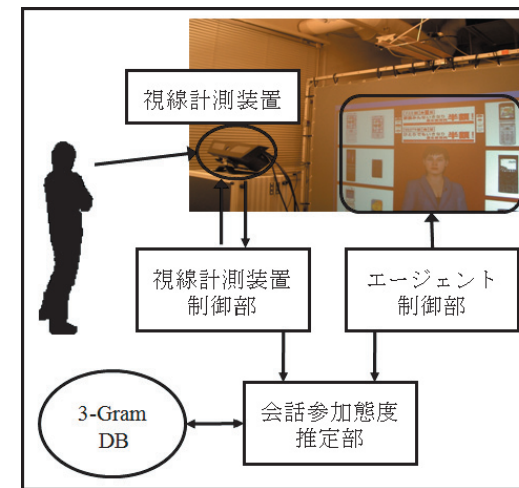 視線計測装置
視線計測装置
制御部
エージェント
制御部
3-Gram
DB
会話参加態度
推定部